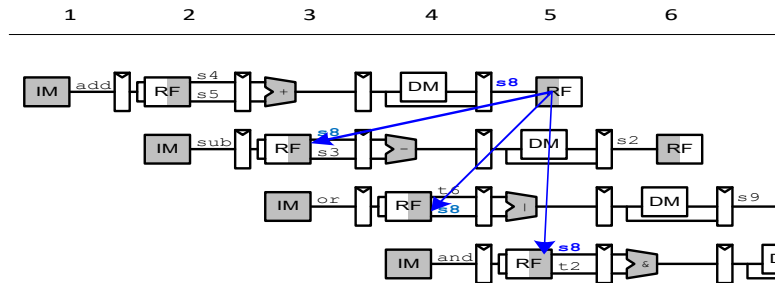 1 2 3 4 5 6
IM add RF s4 s5 + DM s8 RF
IM sub RF s8 s3 - DM s2 RF
IM or RF t6 s8 | DM s9
IM and RF s8 t2 & D